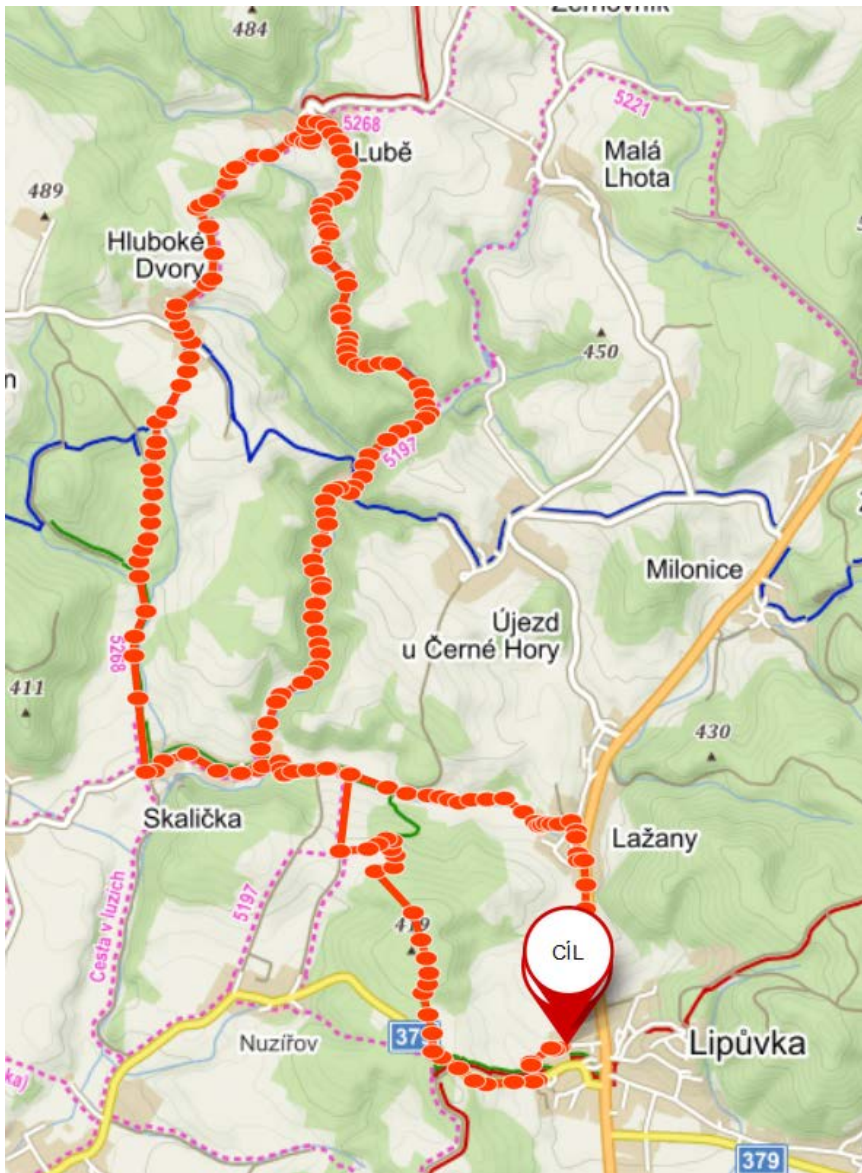 484
5268
5221
Lubě
Malá
Lhota
489
Hluboké
Dvory
450
5197
Milonice
Újezd
u Černé Hory
5268
411
430
Skalička
Lažany
5197
Cesta v luzích
419
CÍL
Nuzířov
Lipůvka
379